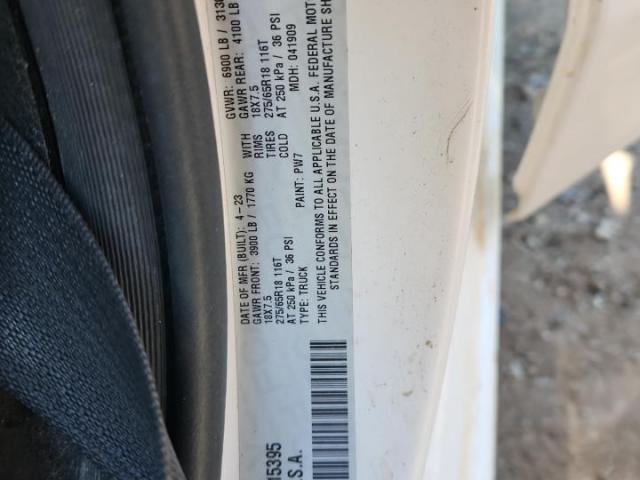 DATE OF MFR (BUILT): 4-23 GVWR: 6900 LB / 3130
GAWR FRONT: 3900 LB / 1770 KG WITH GAWR REAR: 4100 LB
18X7.5 RIMS 18X7.5
275/65R18 116T TIRES 275/65R18 116T
AT 250 kPa / 36 PSI COLD AT 250 kPa / 36 PSI
TYPE: TRUCK PAINT: PW7 MDH: 041909
THIS VEHICLE CONFORMS TO ALL APPLICABLE U.S.A. FEDERAL MOT
STANDARDS IN EFFECT ON THE DATE OF MANUFACTURE SH
15395
S.A.